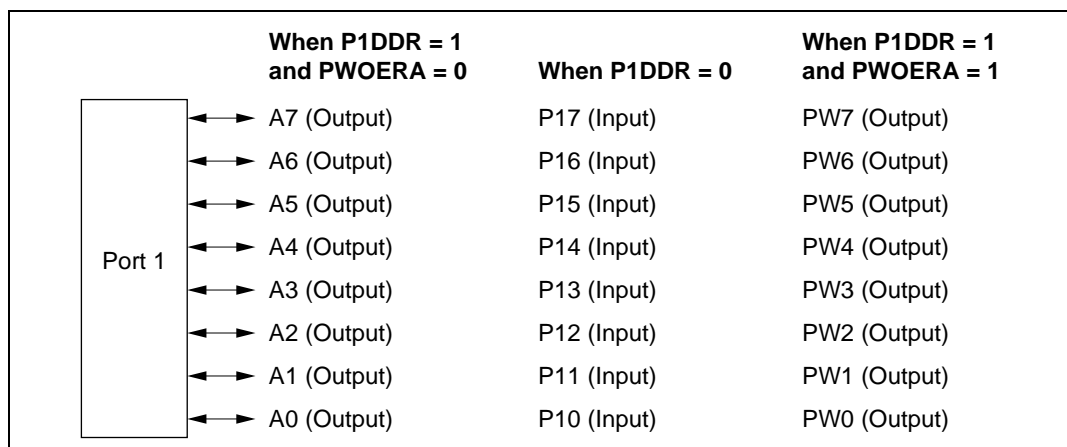 When P1DDR = 1 and PWOERA = 0
When P1DDR = 0
When P1DDR = 1 and PWOERA = 1
Port 1
A7 (Output) P17 (Input) PW7 (Output)
A6 (Output) P16 (Input) PW6 (Output)
A5 (Output) P15 (Input) PW5 (Output)
A4 (Output) P14 (Input) PW4 (Output)
A3 (Output) P13 (Input) PW3 (Output)
A2 (Output) P12 (Input) PW2 (Output)
A1 (Output) P11 (Input) PW1 (Output)
A0 (Output) P10 (Input) PW0 (Output)